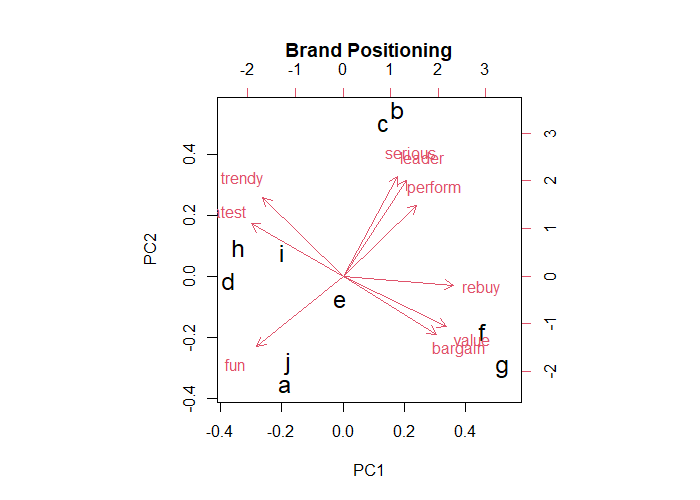 Brand Positioning
-2 -1 0 1 2 3
b
c
serious
leader
perform
trendy
atest
h
i
d
e
rebuy
f
value
bargain
g
fun
j
a
0.4
0.2
0.0
-0.2
-0.4
PC2
3
2
1
0
-1
-2
-0.4 -0.2 0.0 0.2 0.4
PC1